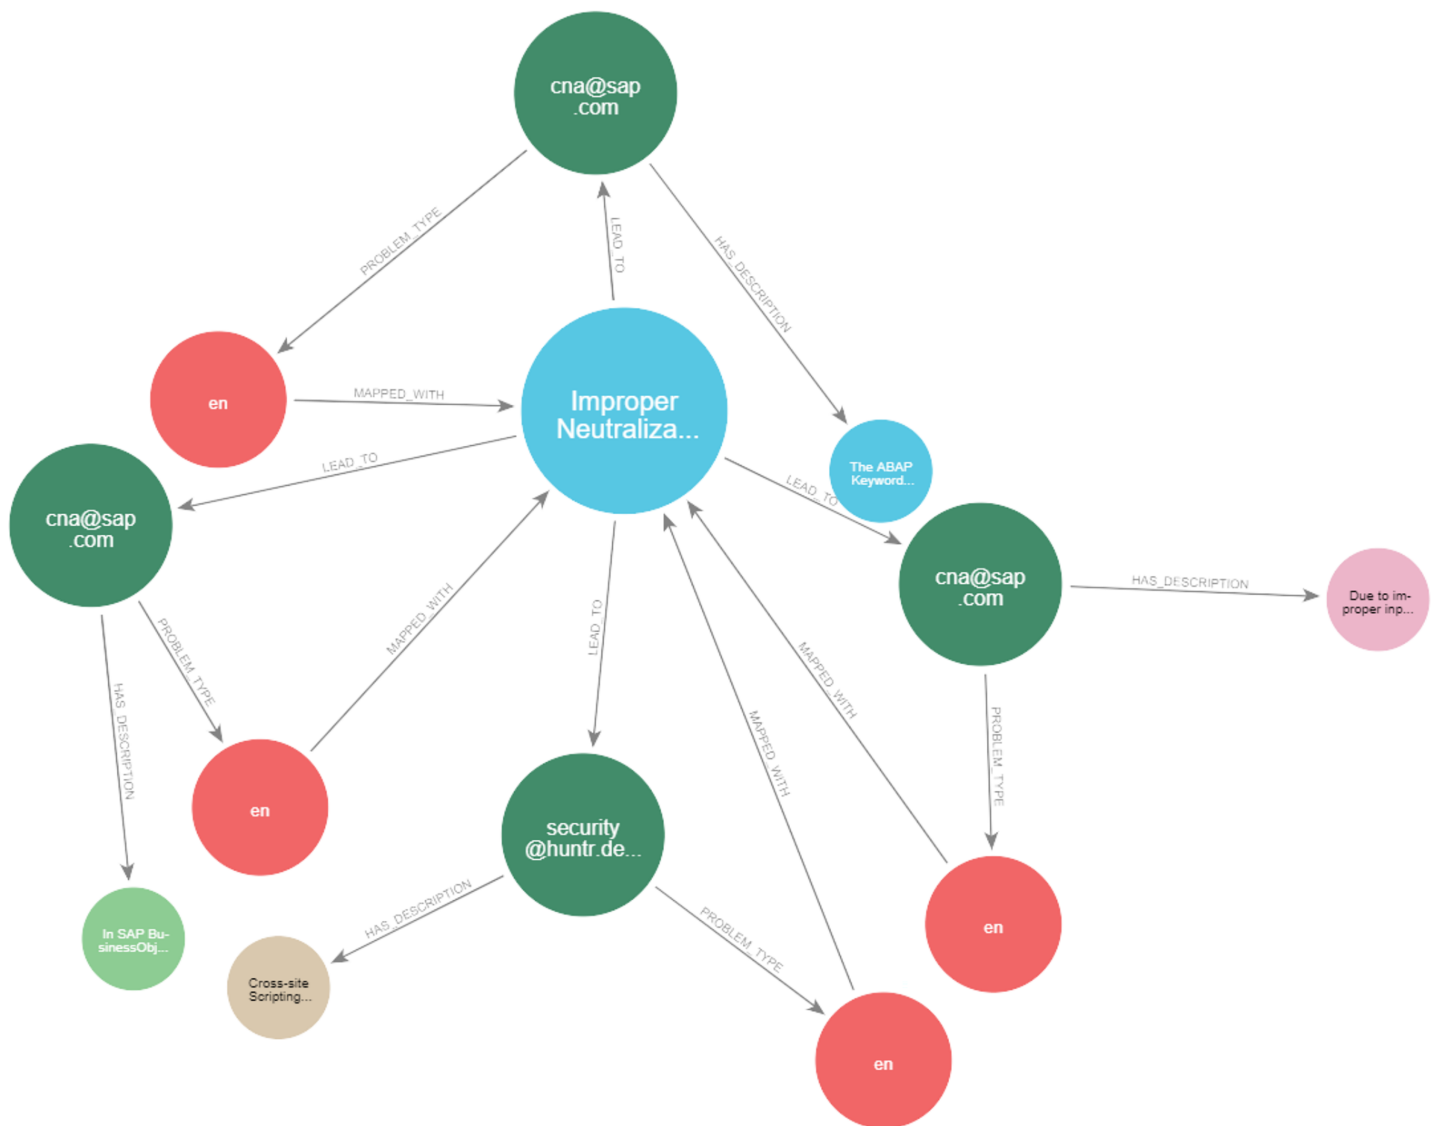 cna@sap
.com
PROBLEM_TYPE
LEAD_TO
HAS_DESCRIPTION
en
MAPPED_WITH
Improper
Neutraliza...
LEAD_TO
The ABAP
Keyword...
LEAD_TO
cna@sap
.com
cna@sap
.com
HAS_DESCRIPTION
Due to im-
proper inp...
MAPPED_WITH
LEAD_TO
PROBLEM_TYPE
HAS_DESCRIPTION
MAPPED_WITH
MAPPED_WITH
PROBLEM_TYPE
en
security
@huntr.de...
HAS_DESCRIPTION
PROBLEM_TYPE
en
In SAP Bu-
sinessObj...
Cross-site
Scripting...
en